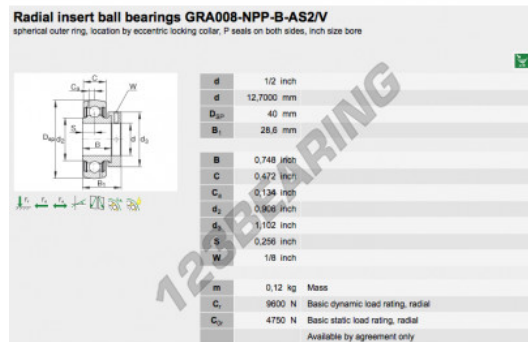 Radial insert ball bearings GRA008-NPP-B-AS2/V
spherical outer ring, location by eccentric locking collar, P seals on both sides, inch size bore
d 1/2 inch
d 12,7000 mm
DSP 40 mm
B1 28,6 mm
B 0,748 inch
C 0,472 inch
Ca 0,134 inch
d2 0,906 inch
d3 1,102 inch
S 0,256 inch
W 1/8 inch
m 0,12 kg Mass
Cr 9600 N Basic dynamic load rating, radial
C0r 4750 N Basic static load rating, radial
Available by agreement only
C
Ca
W
S
B
d
d3
B1
123BEARING